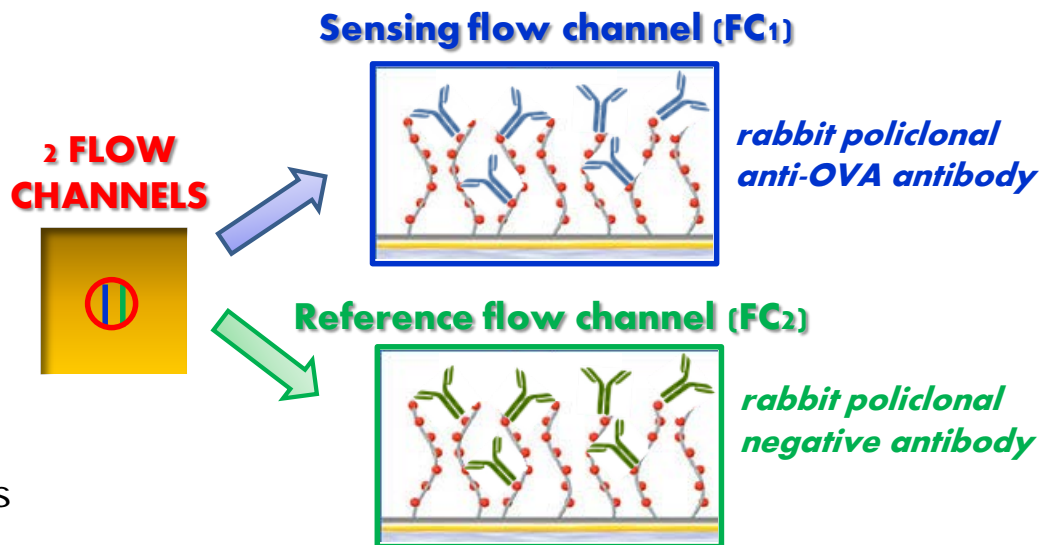 Sensing flow channel (FC1)
2 FLOW
CHANNELS
rabbit policlonal
anti-OVA antibody
Reference flow channel (FC2)
rabbit policlonal
negative antibody
s